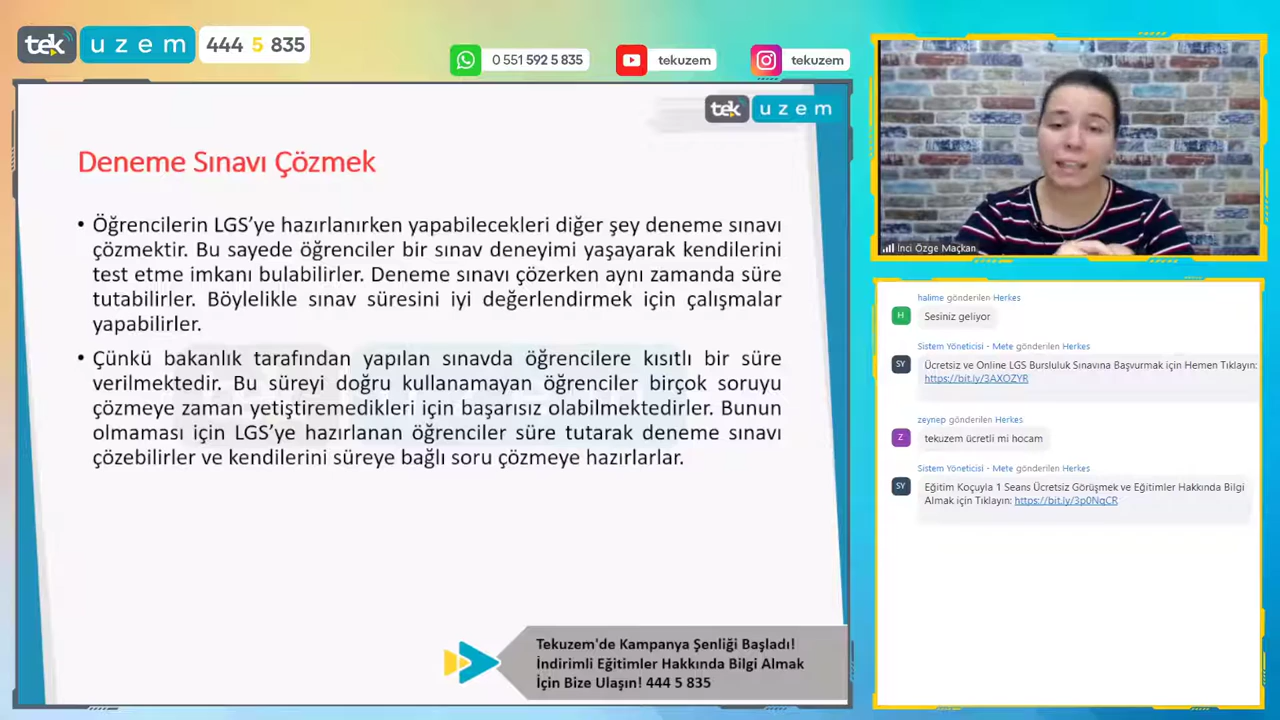 tek uzem 444 5 835
0 551 592 5 835
tekuzem
tekuzem
tek uzem
Deneme Sınavı Çözmek
• Öğrencilerin LGS’ye hazırlanırken yapabilecekleri diğer şey deneme sınavı
çözmektir. Bu sayede öğrenciler bir sınav deneyimi yaşayarak kendilerini
test etme imkanı bulabilirler. Deneme sınavı çözerken aynı zamanda süre
tutabilirler. Böylelikle sınav süresini iyi değerlendirmek için çalışmalar
yapabilirler.
• Çünkü bakanlık tarafından yapılan sınavda öğrencilere kısıtlı bir süre
verilmektedir. Bu süreyi doğru kullanamayan öğrenciler birçok soruyu
çözmeye zaman yetiştiremedikleri için başarısız olabilmektedirler. Bunun
olmaması için LGS’ye hazırlanan öğrenciler süre tutarak deneme sınavı
çözebilirler ve kendilerini süreye bağlı soru çözmeye hazırlarlar.
Tekuzem'de Kampanya Şenliği Başladı!
İndirimli Eğitimler Hakkında Bilgi Almak
İçin Bize Ulaşın! 444 5 835
İnci Özge Maçkan
halime gönderilen Herkes
H
Sesiniz geliyor
Sistem Yöneticisi - Mete gönderilen Herkes
SY
Ücretsiz ve Online LGS Bursluluk Sınavına Başvurmak için Hemen Tıklayın:
https://bit.ly/3AXOZYR
zeynep gönderilen Herkes
Z
tekuzem ücretli mi hocam
Sistem Yöneticisi - Mete gönderilen Herkes
SY
Eğitim Koçuyla 1 Seans Ücretsiz Görüşmek ve Eğitimler Hakkında Bilgi
Almak için Tıklayın: https://bit.ly/3p0NqCR